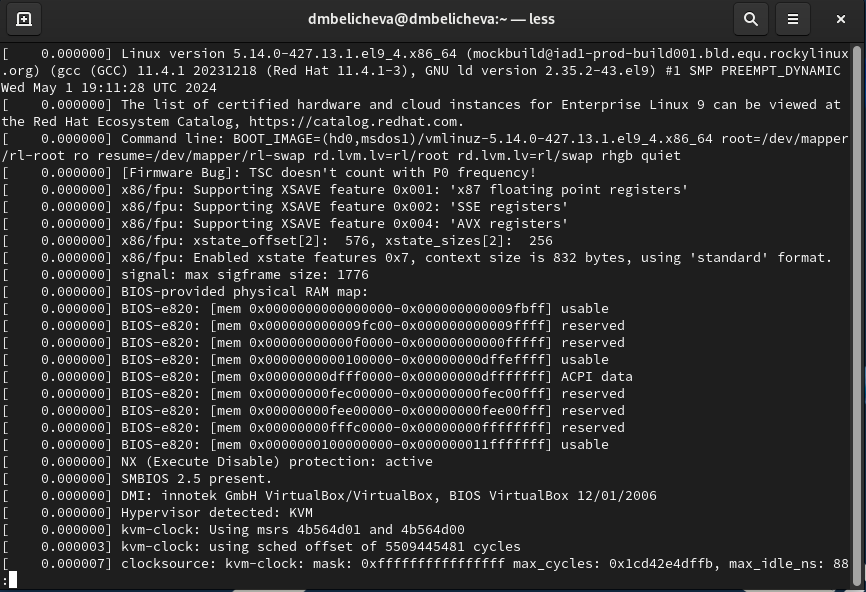 dmbelicheva@dmbelicheva:~ — less
[    0.000000] Linux version 5.14.0-427.13.1.el9_4.x86_64 (mockbuild@iad1-prod-build001.bld.equ.rockylinux
.org) (gcc (GCC) 11.4.1 20231218 (Red Hat 11.4.1-3), GNU ld version 2.35.2-43.el9) #1 SMP PREEMPT_DYNAMIC
Wed May 1 19:11:28 UTC 2024
[    0.000000] The list of certified hardware and cloud instances for Enterprise Linux 9 can be viewed at
the Red Hat Ecosystem Catalog, https://catalog.redhat.com.
[    0.000000] Command line: BOOT_IMAGE=(hd0,msdos1)/vmlinuz-5.14.0-427.13.1.el9_4.x86_64 root=/dev/mapper
/rl-root ro resume=/dev/mapper/rl-swap rd.lvm.lv=rl/root rd.lvm.lv=rl/swap rhgb quiet
[    0.000000] [Firmware Bug]: TSC doesn't count with P0 frequency!
[    0.000000] x86/fpu: Supporting XSAVE feature 0x001: 'x87 floating point registers'
[    0.000000] x86/fpu: Supporting XSAVE feature 0x002: 'SSE registers'
[    0.000000] x86/fpu: Supporting XSAVE feature 0x004: 'AVX registers'
[    0.000000] x86/fpu: xstate_offset[2]:  576, xstate_sizes[2]:  256
[    0.000000] x86/fpu: Enabled xstate features 0x7, context size is 832 bytes, using 'standard' format.
[    0.000000] signal: max sigframe size: 1776
[    0.000000] BIOS-provided physical RAM map:
[    0.000000] BIOS-e820: [mem 0x0000000000000000-0x000000000009fbff] usable
[    0.000000] BIOS-e820: [mem 0x000000000009fc00-0x000000000009ffff] reserved
[    0.000000] BIOS-e820: [mem 0x00000000000f0000-0x00000000000fffff] reserved
[    0.000000] BIOS-e820: [mem 0x0000000000100000-0x00000000dffeffff] usable
[    0.000000] BIOS-e820: [mem 0x00000000dfff0000-0x00000000dfffffff] ACPI data
[    0.000000] BIOS-e820: [mem 0x00000000fec00000-0x00000000fec00fff] reserved
[    0.000000] BIOS-e820: [mem 0x00000000fee00000-0x00000000fee00fff] reserved
[    0.000000] BIOS-e820: [mem 0x00000000fffc0000-0x00000000ffffffff] reserved
[    0.000000] BIOS-e820: [mem 0x0000000100000000-0x000000011fffffff] usable
[    0.000000] NX (Execute Disable) protection: active
[    0.000000] SMBIOS 2.5 present.
[    0.000000] DMI: innotek GmbH VirtualBox/VirtualBox, BIOS VirtualBox 12/01/2006
[    0.000000] Hypervisor detected: KVM
[    0.000000] kvm-clock: Using msrs 4b564d01 and 4b564d00
[    0.000003] kvm-clock: using sched offset of 5509445481 cycles
[    0.000007] clocksource: kvm-clock: mask: 0xffffffffffffffff max_cycles: 0x1cd42e4dffb, max_idle_ns: 88
: